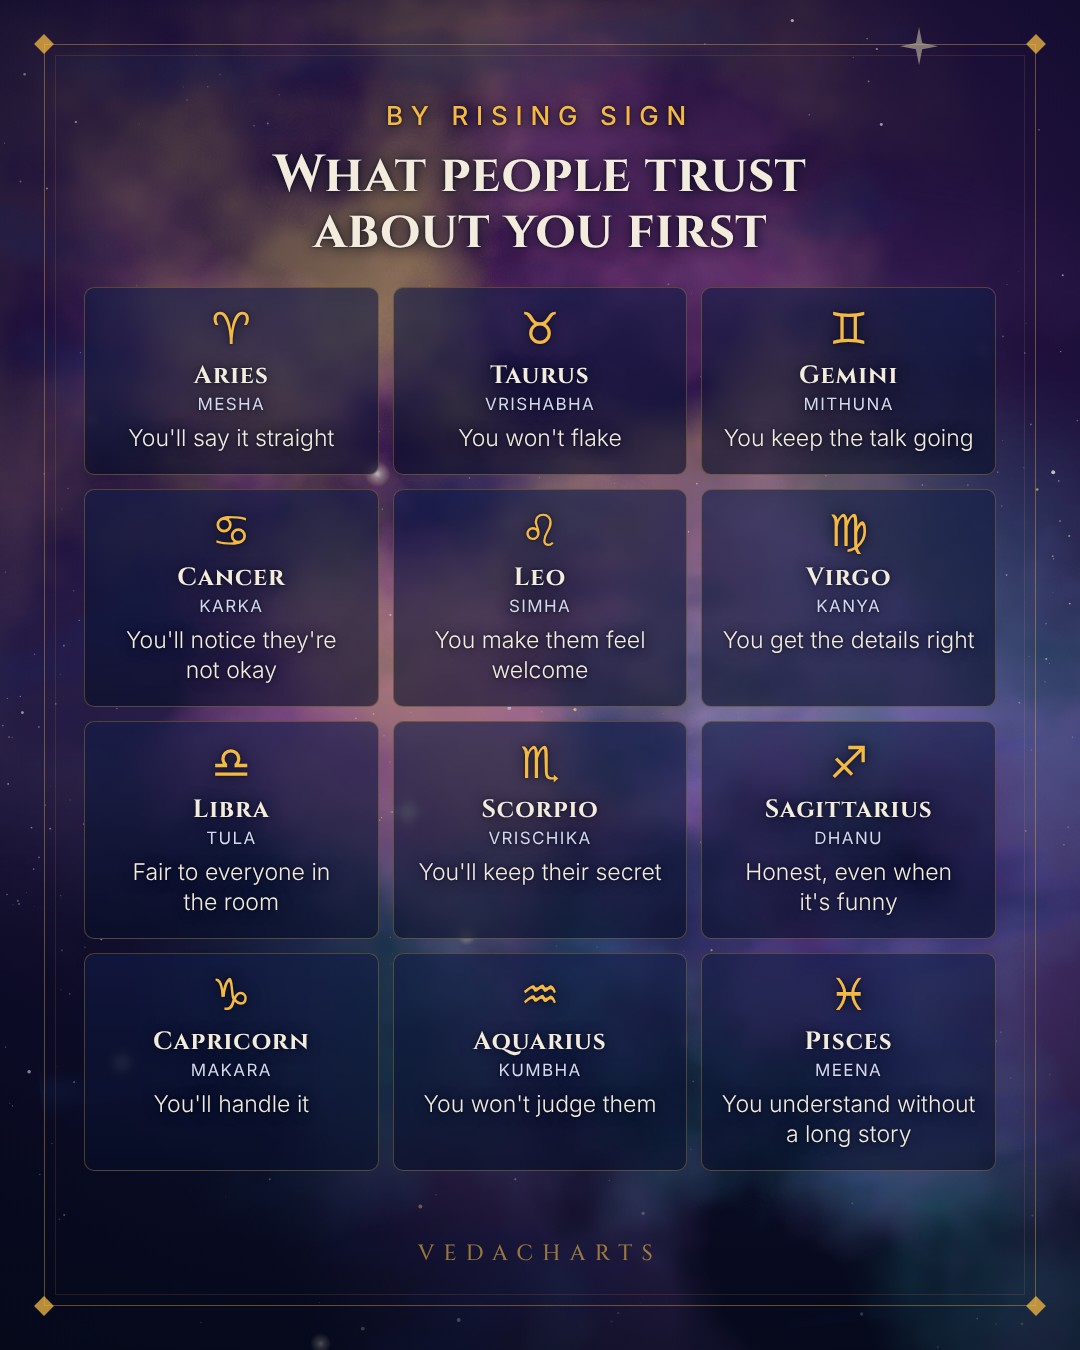 BY RISING SIGN
WHAT PEOPLE TRUST
ABOUT YOU FIRST
♈
ARIES
MESHA
You'll say it straight
♉
TAURUS
VRISHABHA
You won't flake
♊
GEMINI
MITHUNA
You keep the talk going
♋
CANCER
KARKA
You'll notice they're
not okay
♌
LEO
SIMHA
You make them feel
welcome
♍
VIRGO
KANYA
You get the details right
♎
LIBRA
TULA
Fair to everyone in
the room
♏
SCORPIO
VRISCHIKA
You'll keep their secret
♐
SAGITTARIUS
DHANU
Honest, even when
it's funny
♑
CAPRICORN
MAKARA
You'll handle it
♒
AQUARIUS
KUMBHA
You won't judge them
♓
PISCES
MEENA
You understand without
a long story
VEDACHARTS